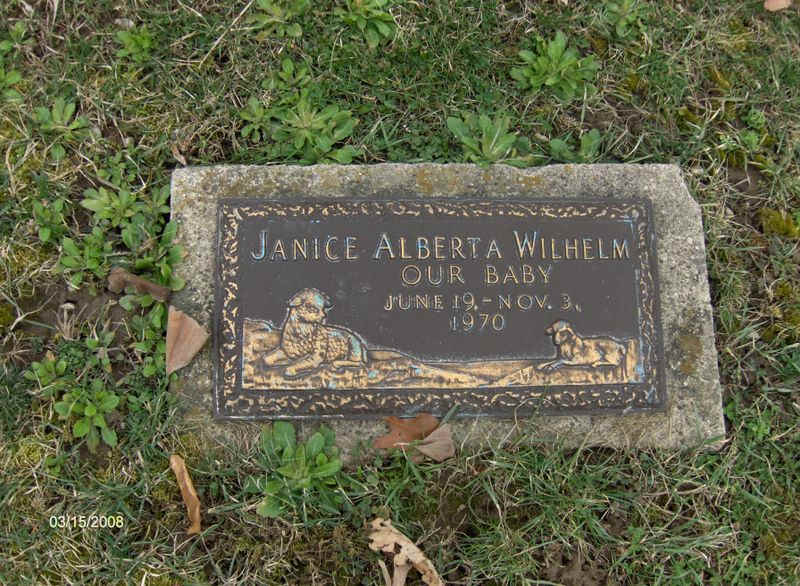 JANICE ALBERTA WILHELM
OUR BABY
JUNE 19, - NOV. 3,
1970
03/15/2008